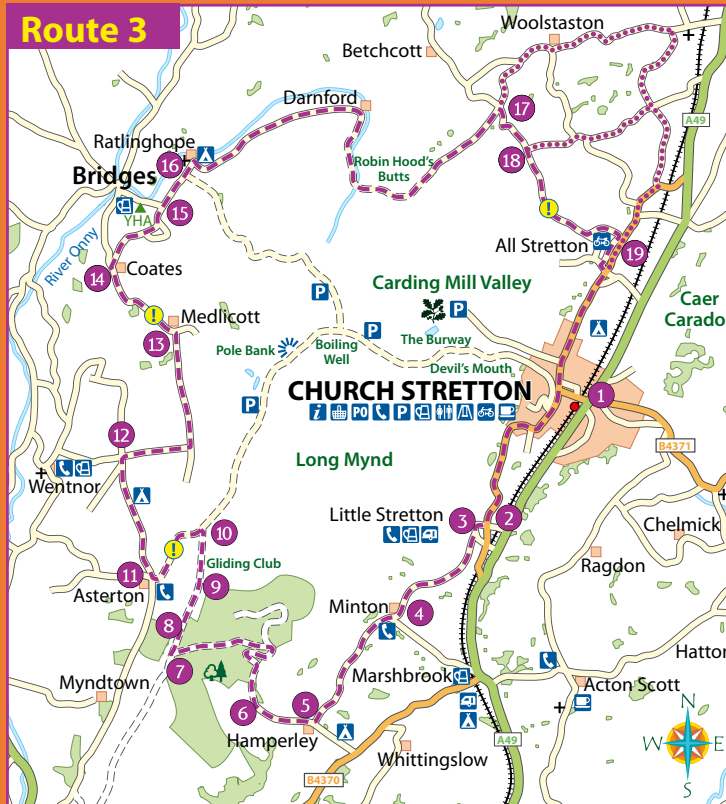 Route 3
Woolstaston
Betchcott
Darnford
17
A49
Ratlinghope
16
18
Robin Hood's
Butts
Bridges
!
YHA
15
All Stretton
19
River Onny
Coates
14
Carding Mill Valley
Caer
Carado
P
P
!
Medlicott
13
P
The Burway
Pole Bank
Boiling
Well
Devil's Mouth
CHURCH STRETTON
1
i PO P
P
12
B4371
Long Mynd
Wentnor
Little Stretton
3
2
Chelmick
10
!
Gliding Club
Ragdon
11
9
Asterton
Minton
4
8
Hatton
7
Marshbrook
Acton Scott
Myndtown
6
5
N
Hamperley
W E
A49
Whittingslow
B4370
S